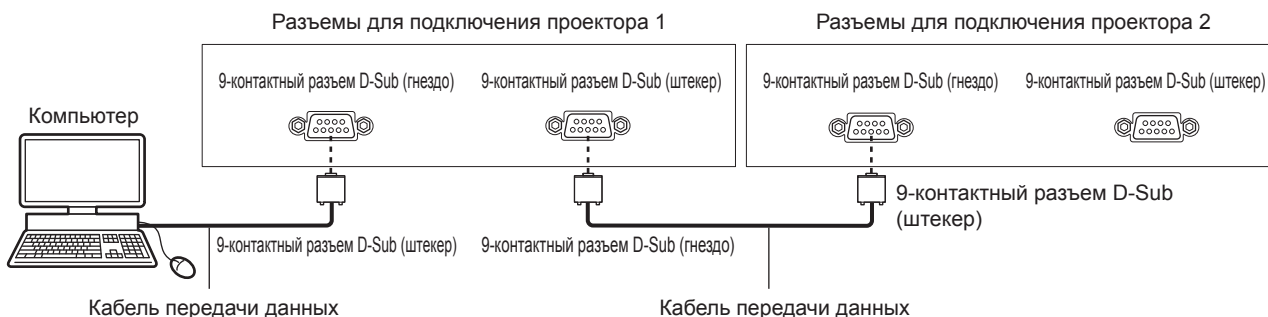 Разъемы для подключения проектора 1
Разъемы для подключения проектора 2
9-контактный разъем D-Sub (гнездо)
9-контактный разъем D-Sub (штекер)
9-контактный разъем D-Sub (гнездо)
9-контактный разъем D-Sub (штекер)
Компьютер
9-контактный разъем D-Sub
(штекер)
9-контактный разъем D-Sub (штекер)
9-контактный разъем D-Sub (гнездо)
Кабель передачи данных
Кабель передачи данных